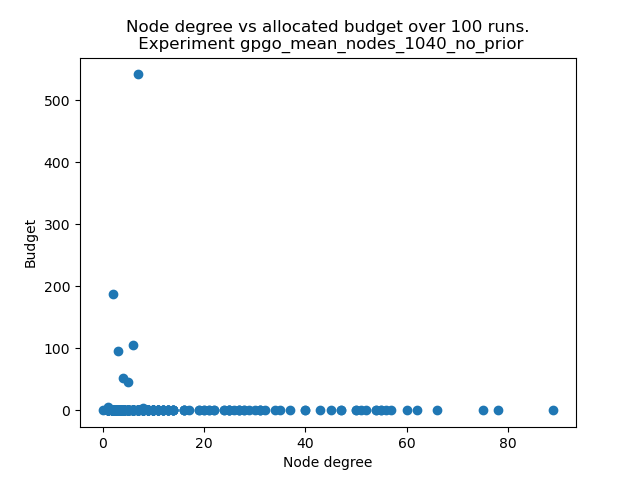 Node degree vs allocated budget over 100 runs.
Experiment gpgo_mean_nodes_1040_no_prior
500
400
300
200
100
0
Budget
0 20 40 60 80
Node degree